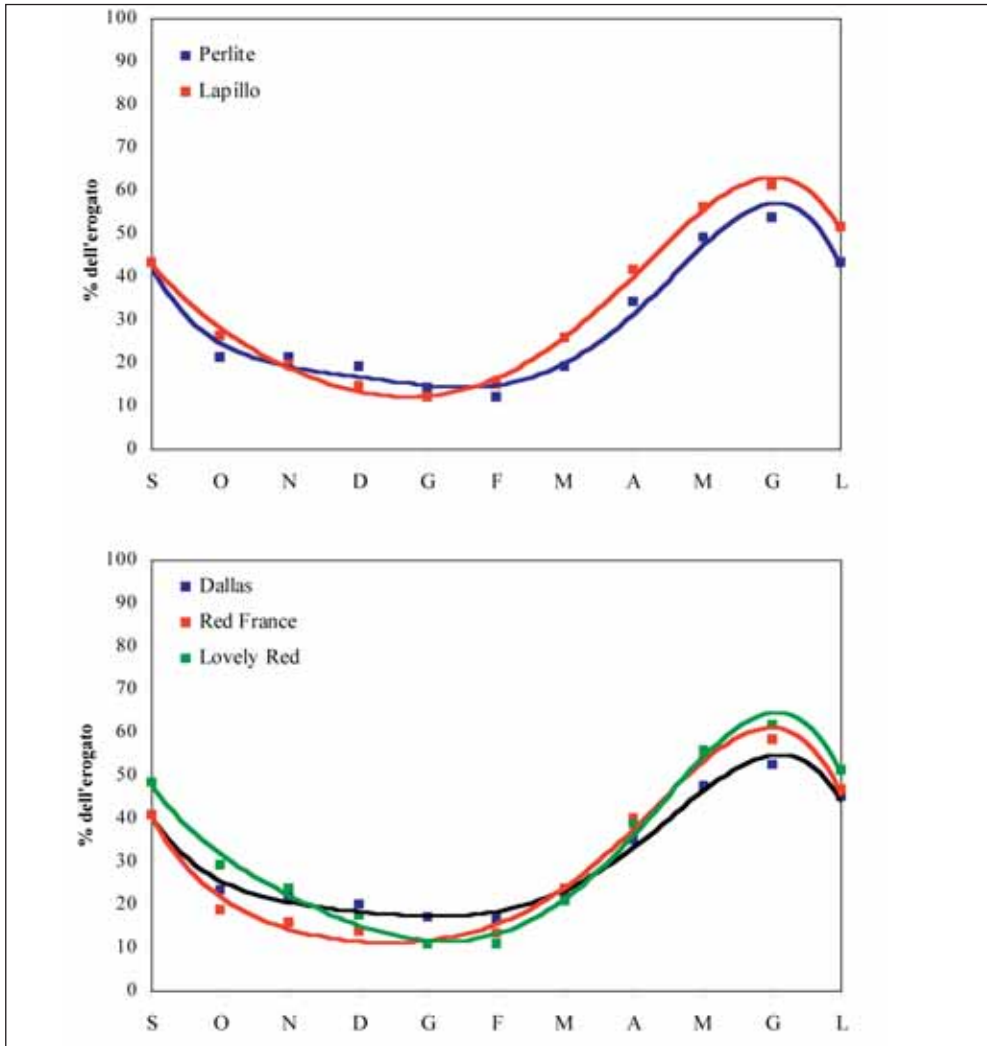 100
90
80
70
60
50
40
30
20
10
0
% dell'erogato
Perlite
Lapillo
S O N D G F M A M G L
100
90
80
70
60
50
40
30
20
10
0
% dell'erogato
Dallas
Red France
Lovely Red
S O N D G F M A M G L